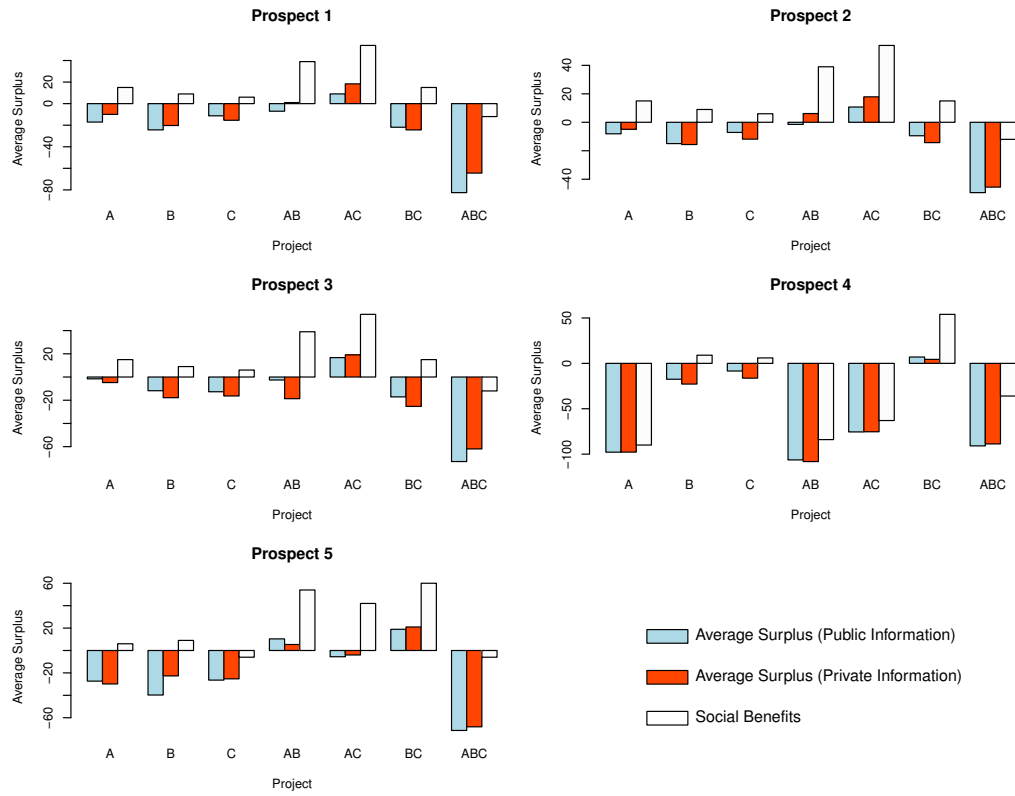 Prospect 1
Average Surplus
20
0
−40
−80
A B C AB AC BC ABC
Project
Prospect 2
Average Surplus
40
20
0
−40
A B C AB AC BC ABC
Project
Prospect 3
Average Surplus
20
−20
−60
A B C AB AC BC ABC
Project
Prospect 4
Average Surplus
50
0
−50
−100
A B C AB AC BC ABC
Project
Prospect 5
Average Surplus
60
20
−20
−60
A B C AB AC BC ABC
Project
Average Surplus (Public Information)
Average Surplus (Private Information)
Social Benefits